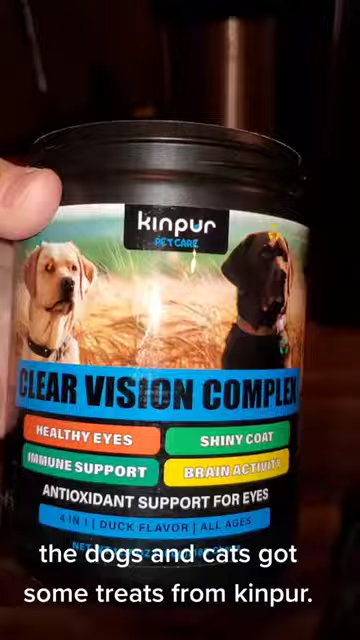 kinpur
PETCARE
CLEAR VISION COMPLEX
HEALTHY EYES
SHINY COAT
IMMUNE SUPPORT
BRAIN ACTIVITY
ANTIOXIDANT SUPPORT FOR EYES
4 IN 1 | DUCK FLAVOR | ALL AGES
the dogs and cats got
some treats from kinpur.